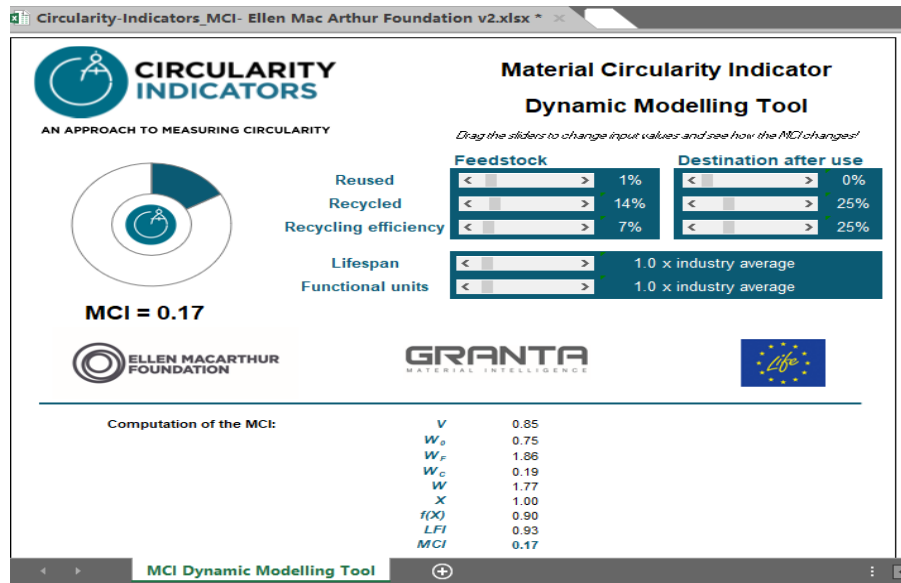 Circularity-Indicators_MCI- Ellen Mac Arthur Foundation v2.xlsx *
CIRCULARITY
INDICATORS
AN APPROACH TO MEASURING CIRCULARITY
Material Circularity Indicator
Dynamic Modelling Tool
Drag the sliders to change input values and see how the MCI changes!
Feedstock Destination after use
Reused 1% 0%
Recycled 14% 25%
Recycling efficiency 7% 25%
Lifespan 1.0 x industry average
Functional units 1.0 x industry average
MCI = 0.17
ELLEN MACARTHUR
FOUNDATION
GRANTA
MATERIAL INTELLIGENCE
Life
Computation of the MCI: V 0.85
W₀ 0.75
W_F 1.86
W_C 0.19
W 1.77
X 1.00
f(X) 0.90
LFI 0.93
MCI 0.17
MCI Dynamic Modelling Tool